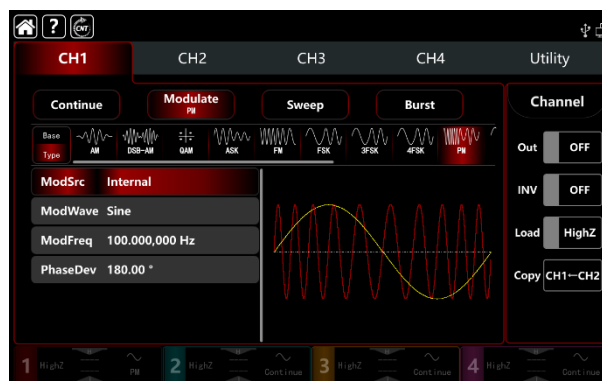 ? CNT
CH1 CH2 CH3 CH4 Utility
Continue Modulate PM Sweep Burst Channel
Base Type AM DSB-AM QAM ASK FM FSK 3FSK 4FSK PM
Out OFF
ModSrc Internal
INV OFF
ModWave Sine
ModFreq 100.000,000 Hz
Load HighZ
PhaseDev 180.00 °
Copy CH1←CH2
1 HighZ PM 2 HighZ Continue 3 HighZ Continue 4 HighZ Continue